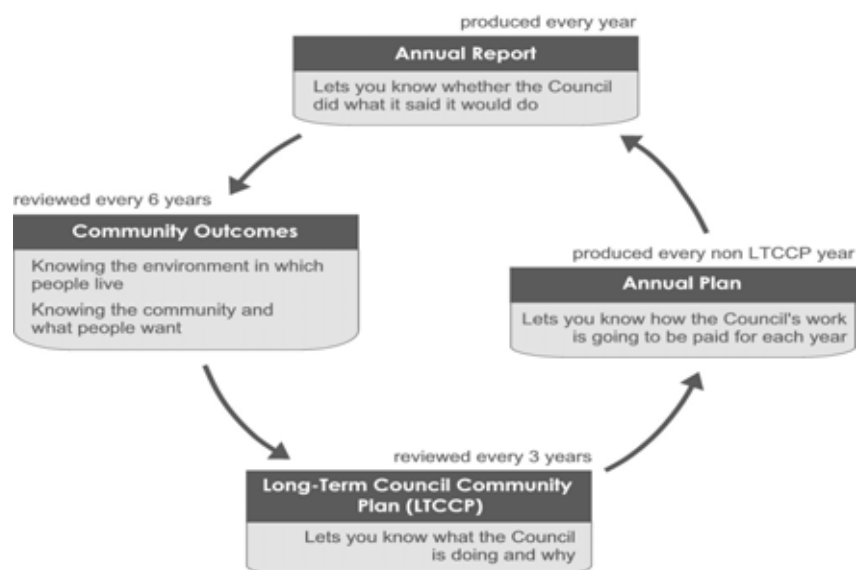 produced every year
Annual Report
Lets you know whether the Council
did what it said it would do
reviewed every 6 years
Community Outcomes
Knowing the environment in which
people live
Knowing the community and
what people want
produced every non LTCCP year
Annual Plan
Lets you know how the Council's work
is going to be paid for each year
reviewed every 3 years
Long-Term Council Community
Plan (LTCCP)
Lets you know what the Council
is doing and why